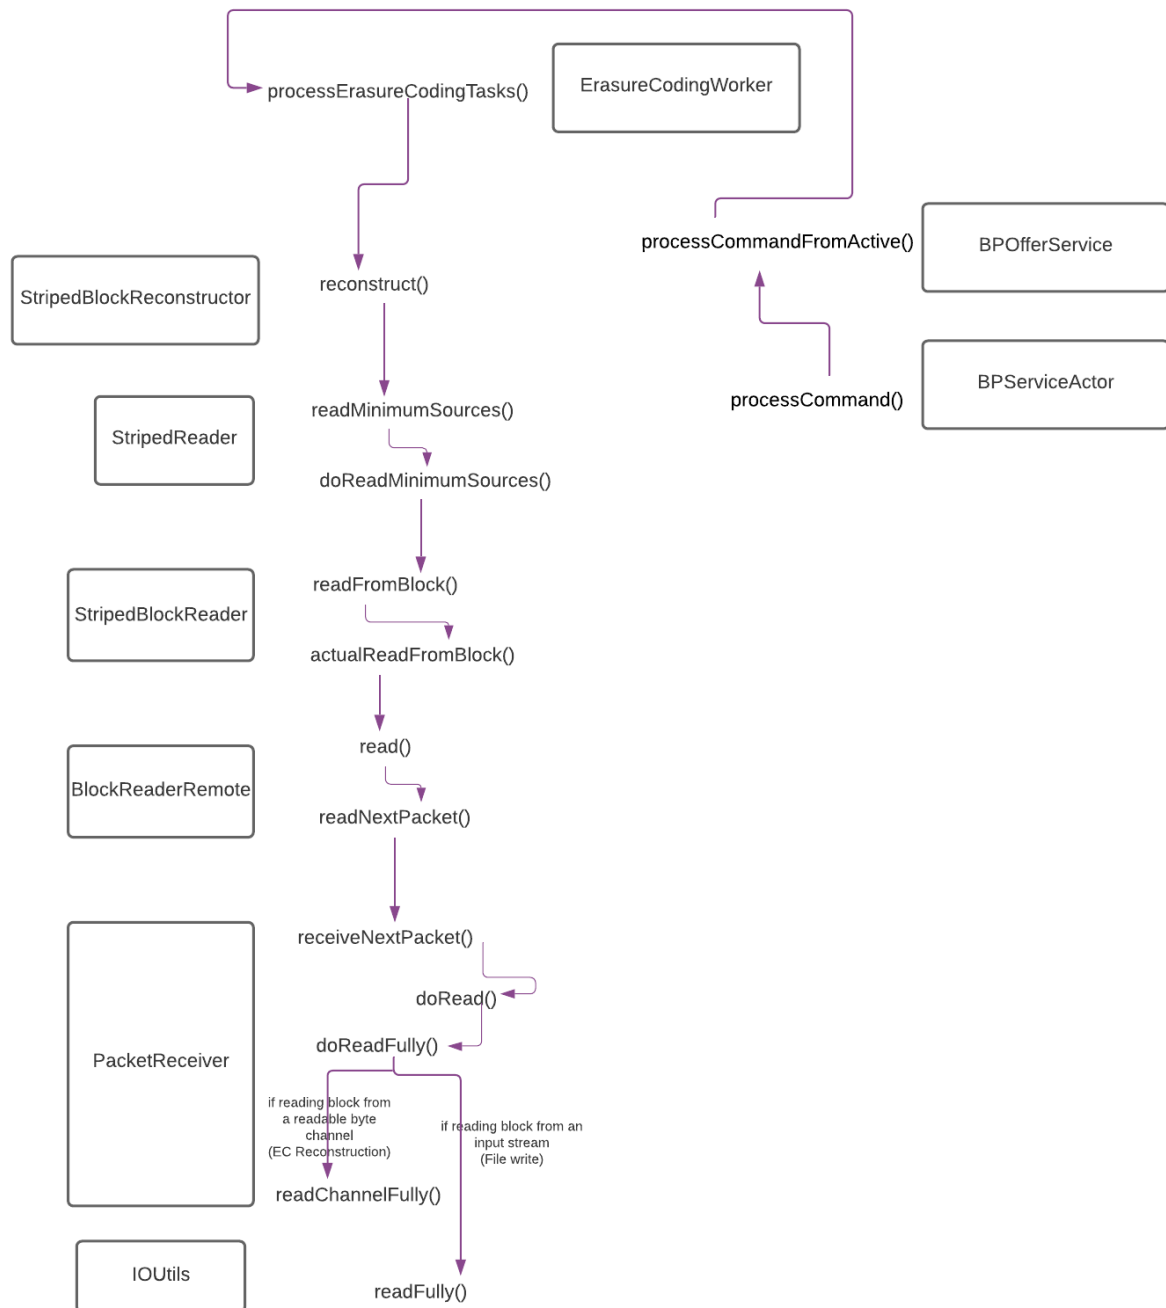 processErasureCodingTasks()
ErasureCodingWorker
processCommandFromActive()
BPOfferService
StripedBlockReconstructor
reconstruct()
BPServiceActor
processCommand()
readMinimumSources()
StripedReader
doReadMinimumSources()
readFromBlock()
StripedBlockReader
actualReadFromBlock()
read()
BlockReaderRemote
readNextPacket()
receiveNextPacket()
doRead()
doReadFully()
PacketReceiver
if reading block from
a readable byte
channel
(EC Reconstruction)
if reading block from an
input stream
(File write)
readChannelFully()
IOUtils
readFully()